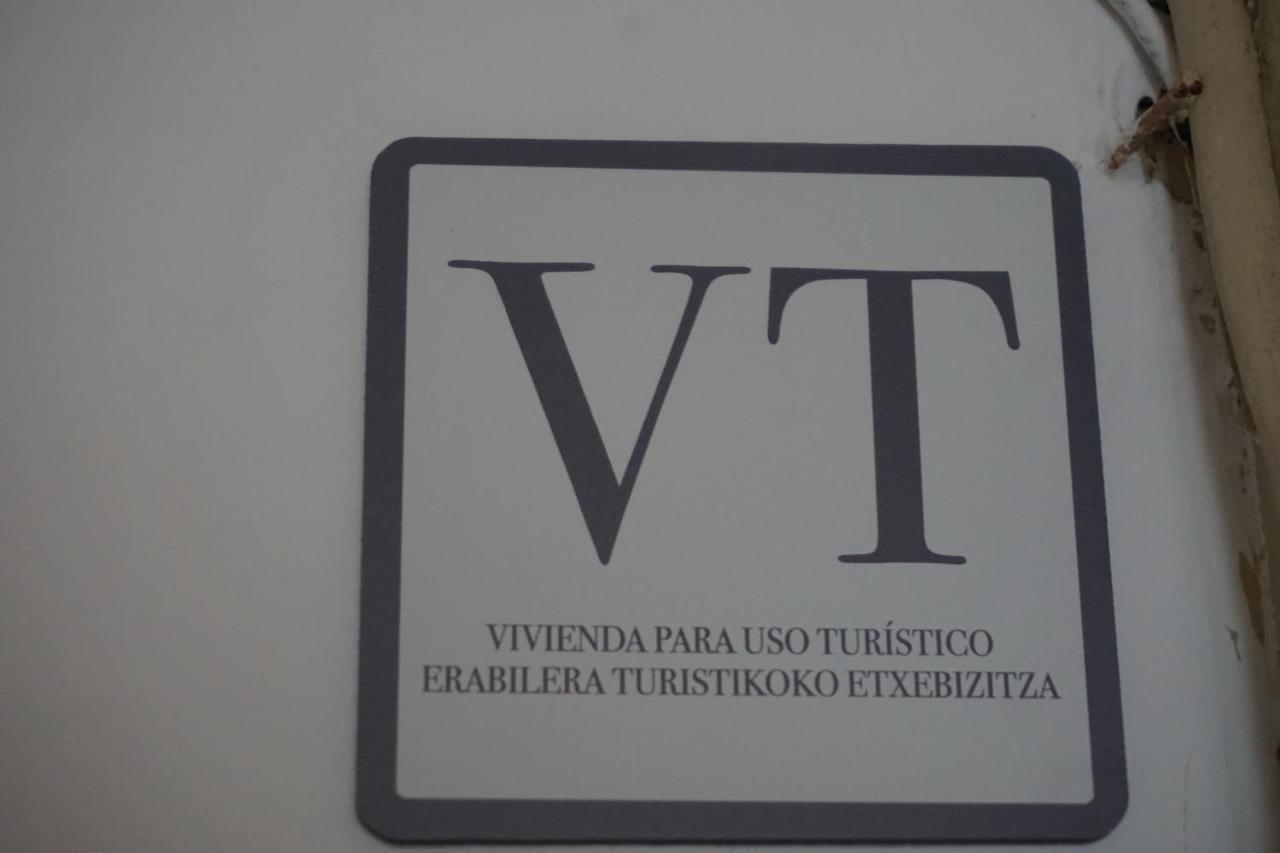 VT
VIVIENDA PARA USO TURÍSTICO
ERABILERA TURISTIKOKO ETXEBIZITZA